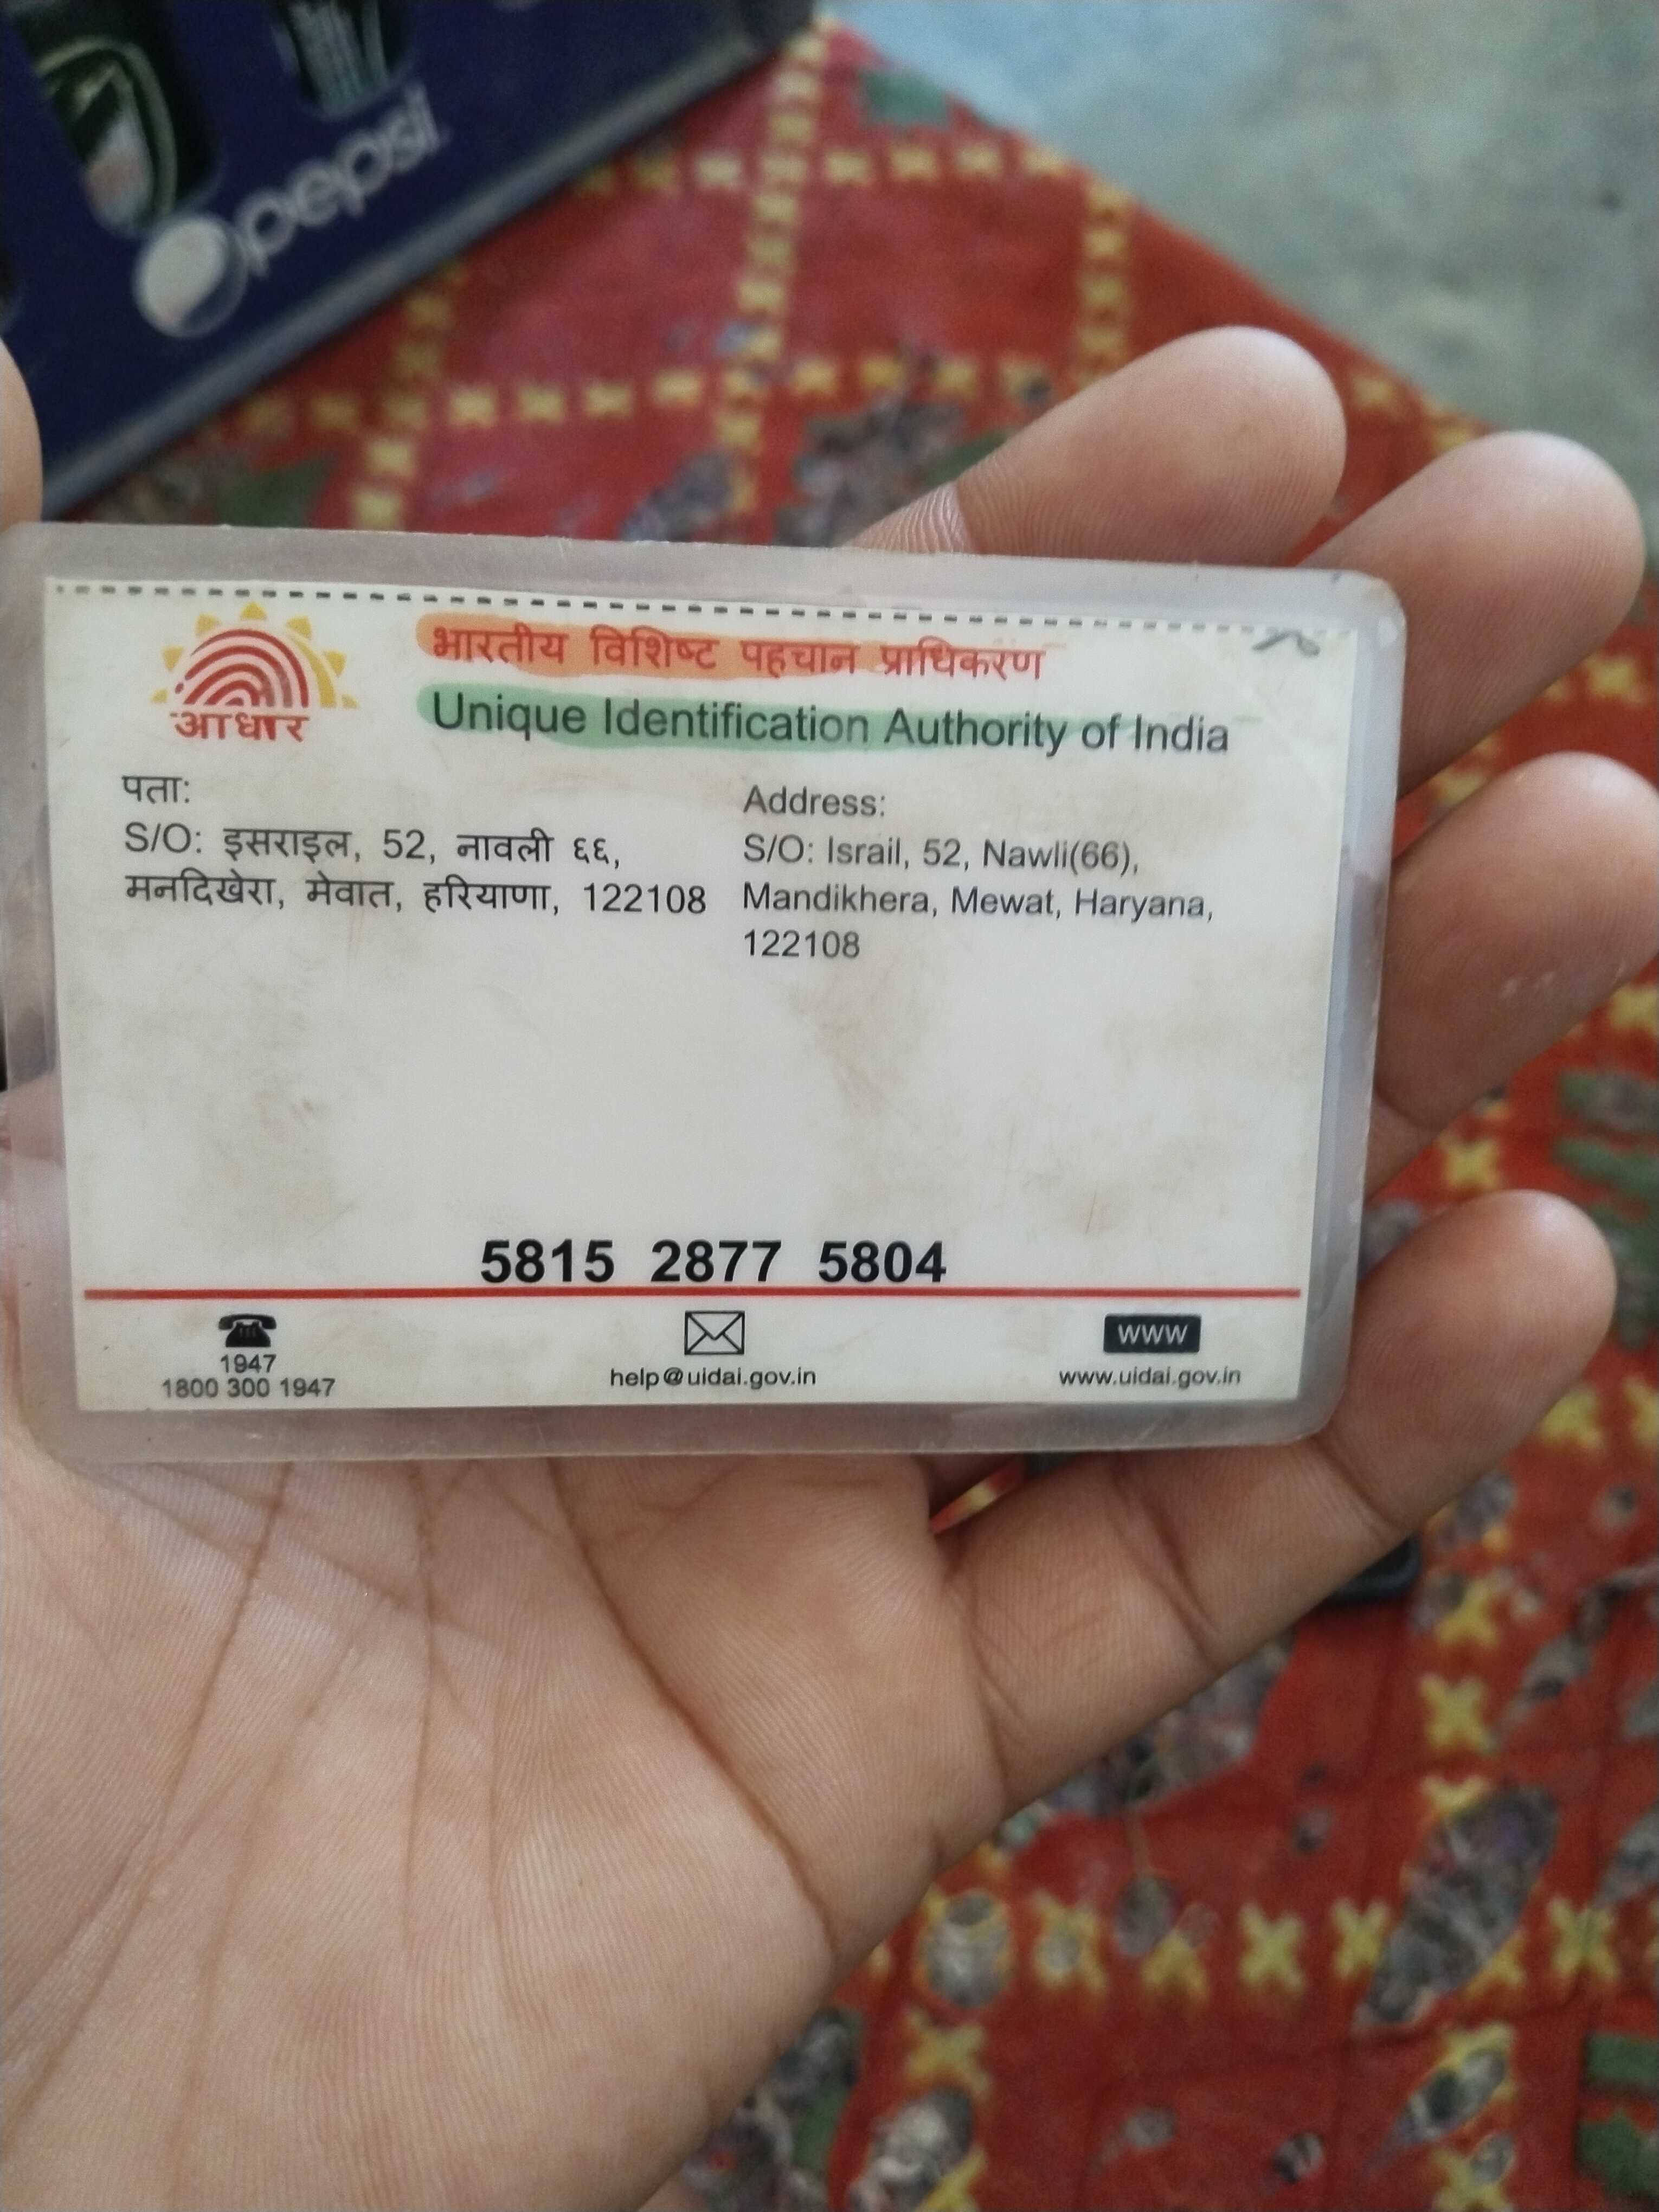 pepsi
भारतीय विशिष्ट पहचान प्राधिकरण
आधार
Unique Identification Authority of India
पता:
S/O: इसराइल, 52, नावली ६६,
मनदिखेरा, मेवात, हरियाणा, 122108
Address:
S/O: Israil, 52, Nawli(66),
Mandikhera, Mewat, Haryana,
122108
5815 2877 5804
1947
1800 300 1947
help@uidai.gov.in
www
www.uidai.gov.in